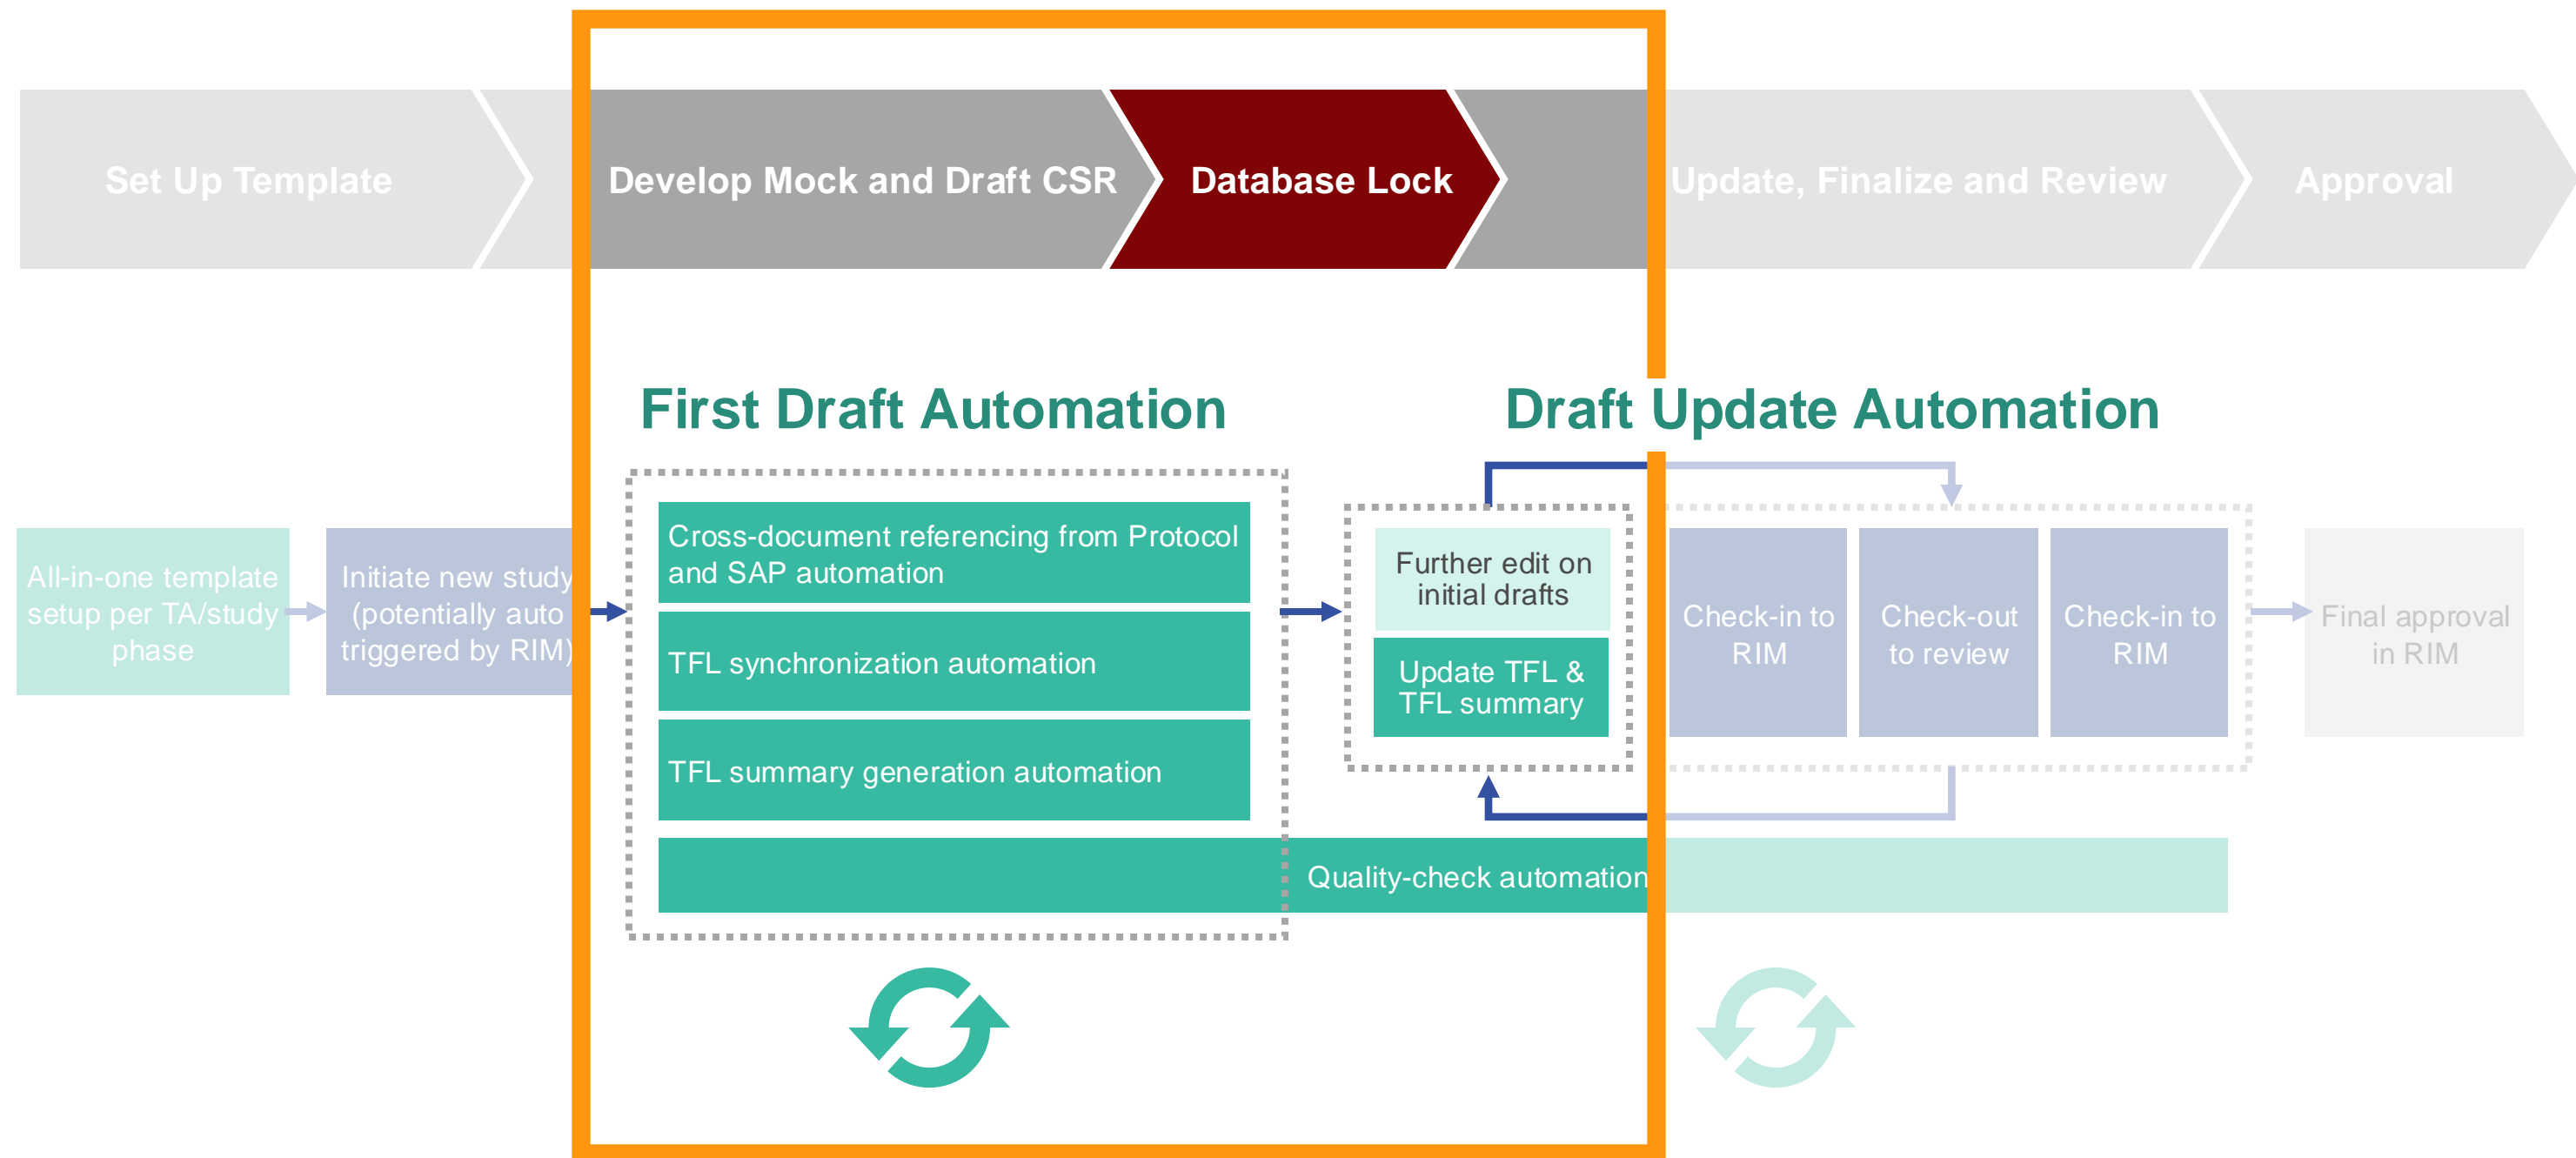 Set Up Template
Develop Mock and Draft CSR
Database Lock
Update, Finalize and Review
Approval
First Draft Automation
Draft Update Automation
All-in-one template
setup per TA/study
phase
Initiate new study
(potentially auto
triggered by RIM)
Cross-document referencing from Protocol
and SAP automation
TFL synchronization automation
TFL summary generation automation
Further edit on
initial drafts
Update TFL &
TFL summary
Check-in to
RIM
Check-out
to review
Check-in to
RIM
Final approval
in RIM
Quality-check automation